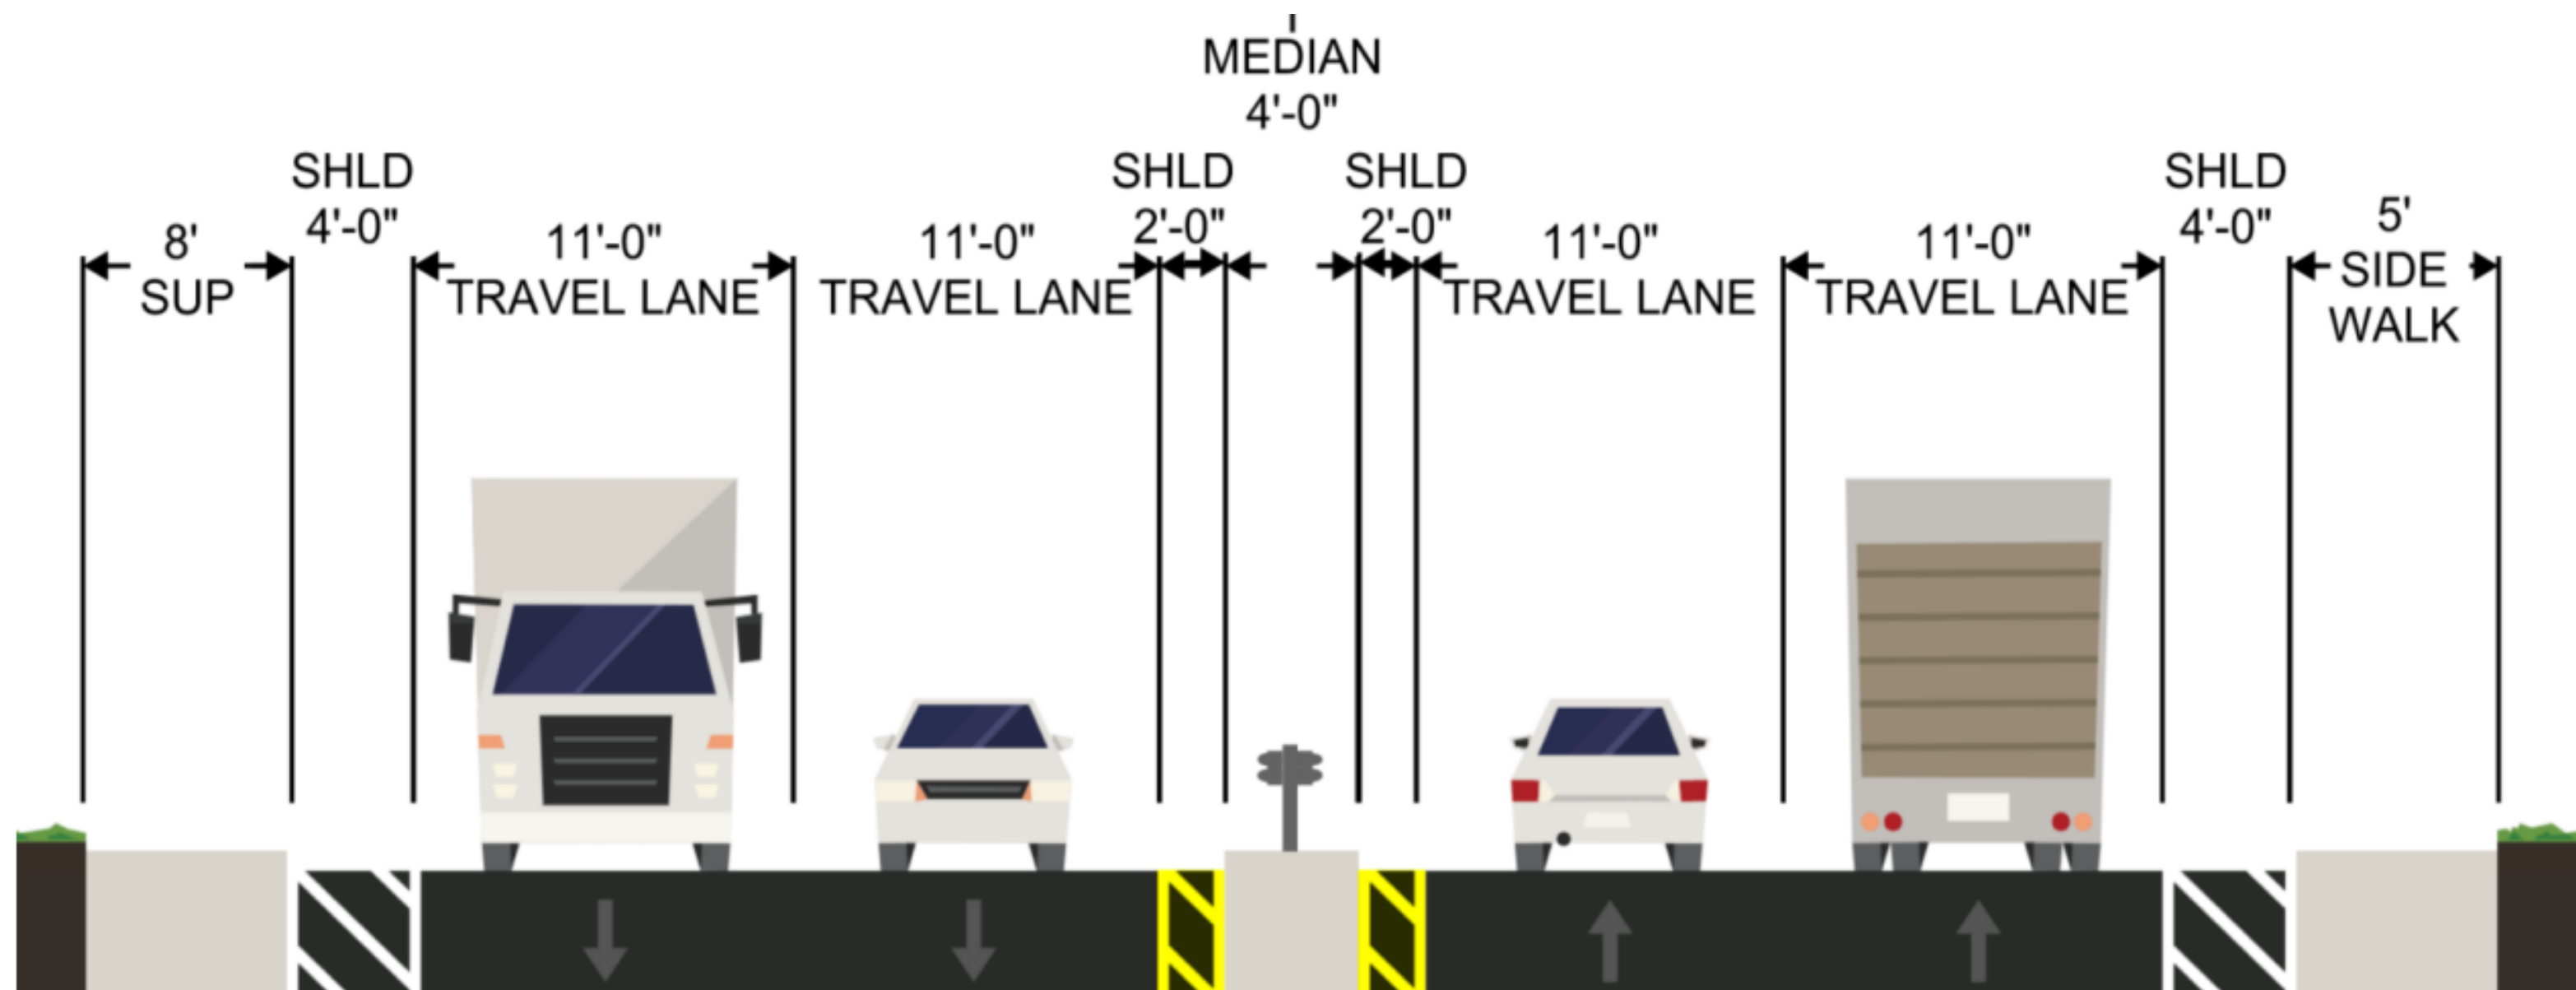 MEDIAN
4'-0"
SHLD
4'-0"
SHLD
2'-0"
SHLD
2'-0"
SHLD
4'-0"
8'
SUP
11'-0"
TRAVEL LANE
11'-0"
TRAVEL LANE
11'-0"
TRAVEL LANE
11'-0"
TRAVEL LANE
5'
SIDE
WALK